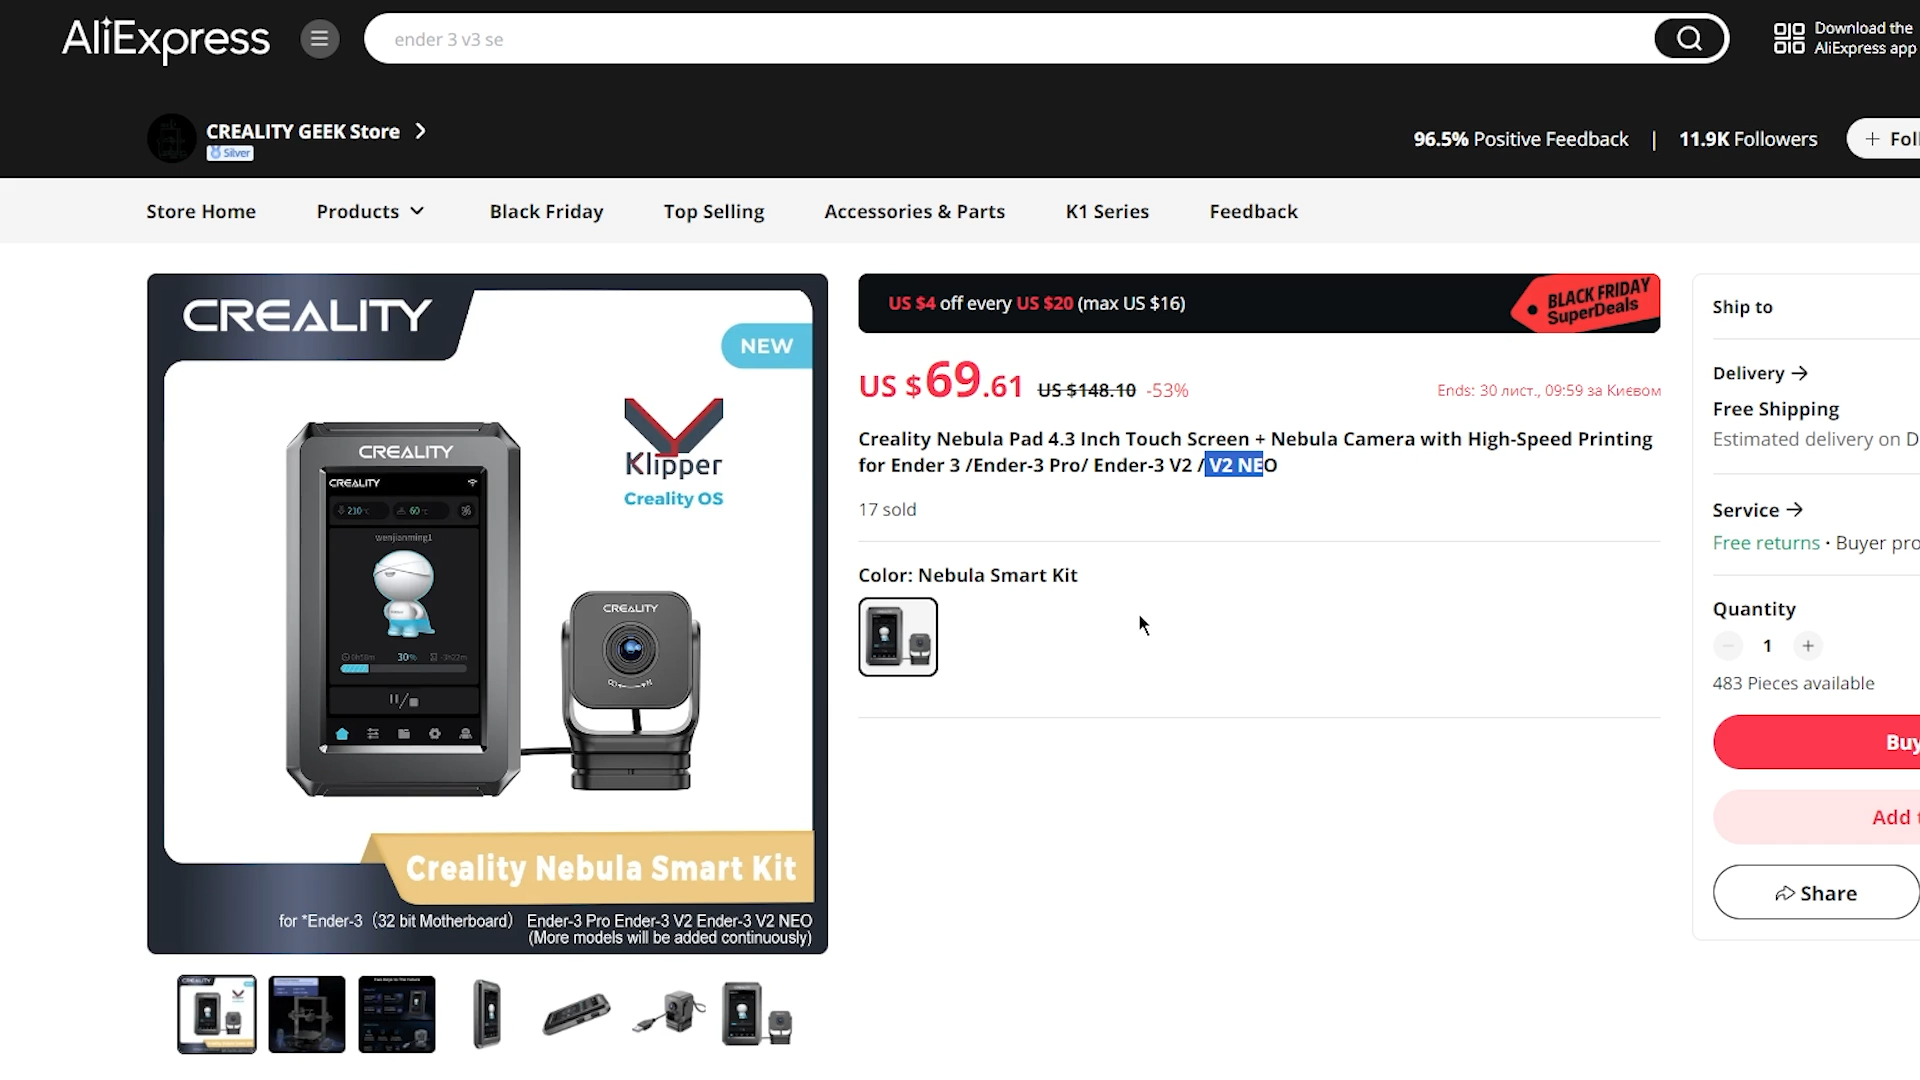 AliExpress
ender 3 v3 se
Download the
AliExpress app
CREALITY GEEK Store
Silver
96.5% Positive Feedback | 11.9K Followers
+ Foll
Store Home
Products
Black Friday
Top Selling
Accessories & Parts
K1 Series
Feedback
CREALITY
NEW
Klipper
Creality OS
CREALITY
CREALITY
210℃
60℃
wenjianming1
30%
CREALITY
Creality Nebula Smart Kit
for *Ender-3（32 bit Motherboard） Ender-3 Pro Ender-3 V2 Ender-3 V2 NEO
(More models will be added continuously)
US $4 off every US $20 (max US $16)
BLACK FRIDAY
SuperDeals
US $69.61 US $148.10 -53%
Ends: 30 лист., 09:59 за Києвом
Creality Nebula Pad 4.3 Inch Touch Screen + Nebula Camera with High-Speed Printing
for Ender 3 /Ender-3 Pro/ Ender-3 V2 / V2 NEO
17 sold
Color: Nebula Smart Kit
Ship to
Delivery
Free Shipping
Estimated delivery on D
Service
Free returns · Buyer pro
Quantity
1
483 Pieces available
Buy
Add t
Share